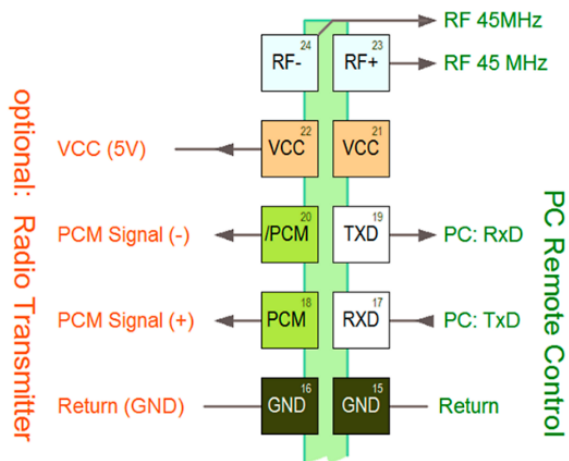 RF 45MHz
24
RF-
23
RF+
RF 45 MHz
VCC (5V)
22
VCC
21
VCC
PCM Signal (-)
20
/PCM
19
TXD
PC: RxD
PCM Signal (+)
18
PCM
17
RXD
PC: TxD
Return (GND)
16
GND
15
GND
Return
optional: Radio Transmitter
PC Remote Control